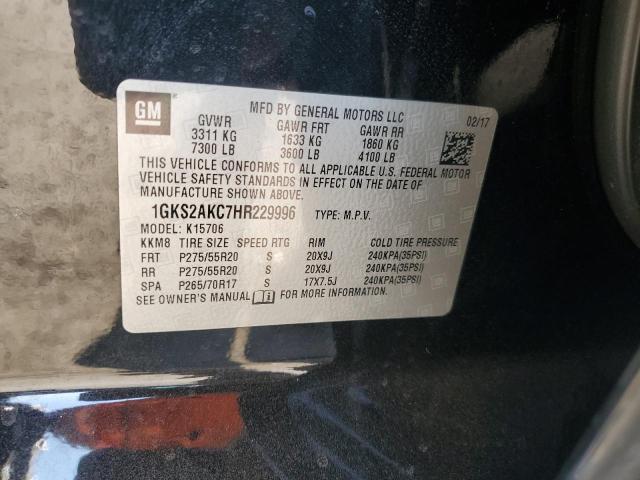 GM
MFD BY GENERAL MOTORS LLC
02/17
GVWR GAWR FRT GAWR RR
3311 KG 1633 KG 1860 KG
7300 LB 3600 LB 4100 LB
THIS VEHICLE CONFORMS TO ALL APPLICABLE U.S. FEDERAL MOTOR
VEHICLE SAFETY STANDARDS IN EFFECT ON THE DATE OF
MANUFACTURE SHOWN ABOVE.
1GKS2AKC7HR229996 TYPE: M.P.V.
MODEL: K15706
KKM8 TIRE SIZE SPEED RTG RIM COLD TIRE PRESSURE
FRT P275/55R20 S 20X9J 240KPA(35PSI)
RR P275/55R20 S 20X9J 240KPA(35PSI)
SPA P265/70R17 S 17X7.5J 240KPA(35PSI)
SEE OWNER'S MANUAL i FOR MORE INFORMATION.